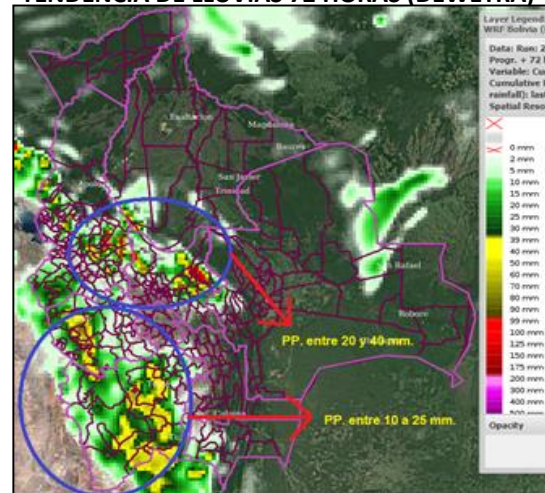 TENDENCIA DE LLUVIAS 72 HORAS (DEWETRA)
Layer Legend
WRF Bolivia (
Data: Run: 2
Progr. + 72
Variable: Cu
Cumulative
rainfall): last
Spatial Reso
0 mm
2 mm
5 mm
10 mm
15 mm
20 mm
25 mm
30 mm
39 mm
40 mm
50 mm
60 mm
70 mm
80 mm
90 mm
99 mm
100 mm
125 mm
150 mm
175 mm
200 mm
300 mm
400 mm
500 mm
Opacity
Exaltacion
Magdalena
Baures
San Javier
Trinidad
Rafael
Robore
PP. entre 20 y 40 mm.
PP. entre 10 a 25 mm.